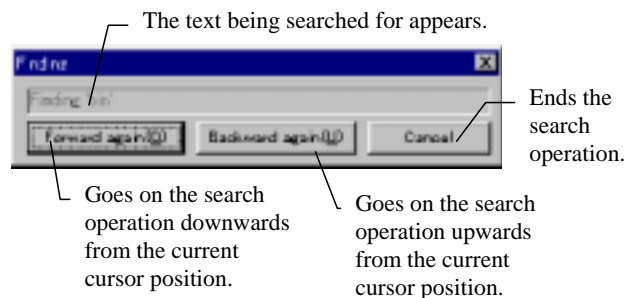 The text being searched for appears.
Finding
Finding 'bin'
Forward again(D)
Backward again(U)
Cancel
Ends the
search
operation.
Goes on the search
operation downwards
from the current
cursor position.
Goes on the search
operation upwards
from the current
cursor position.